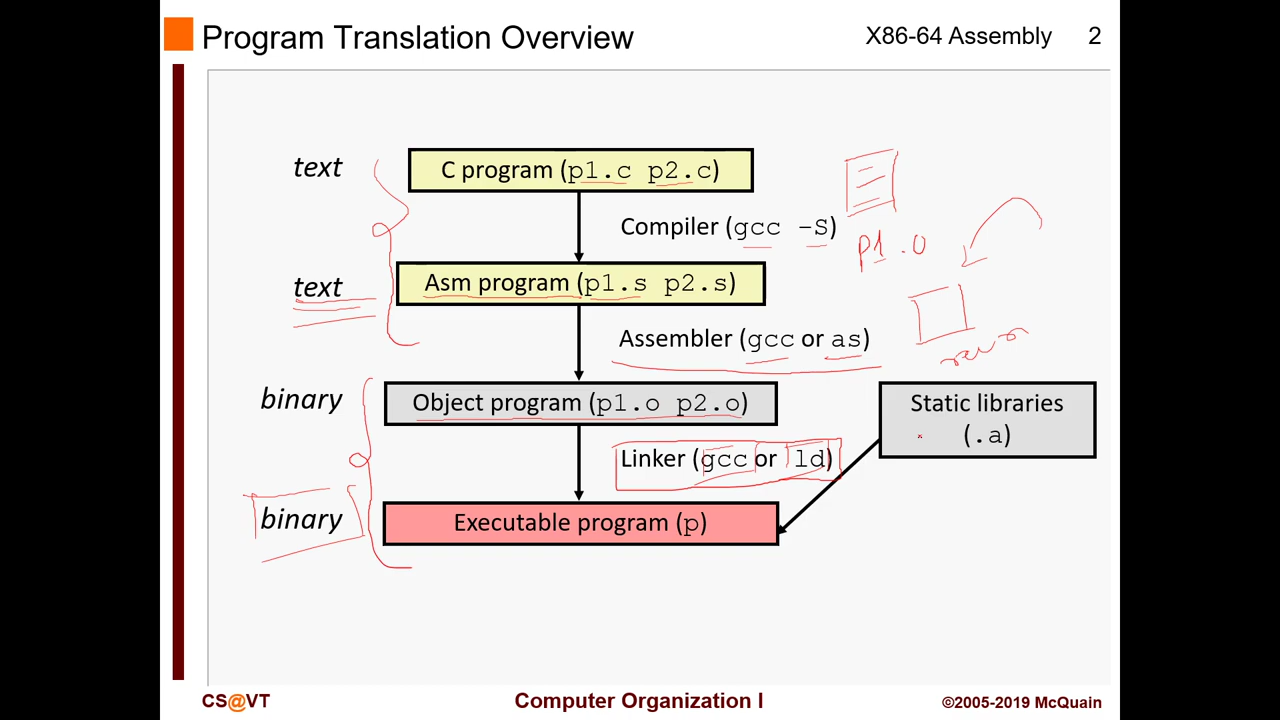 Program Translation Overview
X86-64 Assembly 2
text
C program (p1.c p2.c)
Compiler (gcc -S)
p1.o
text
Asm program (p1.s p2.s)
Assembler (gcc or as)
binary
Object program (p1.o p2.o)
Static libraries
(.a)
Linker (gcc or ld)
binary
Executable program (p)
CS@VT
Computer Organization I
©2005-2019 McQuain